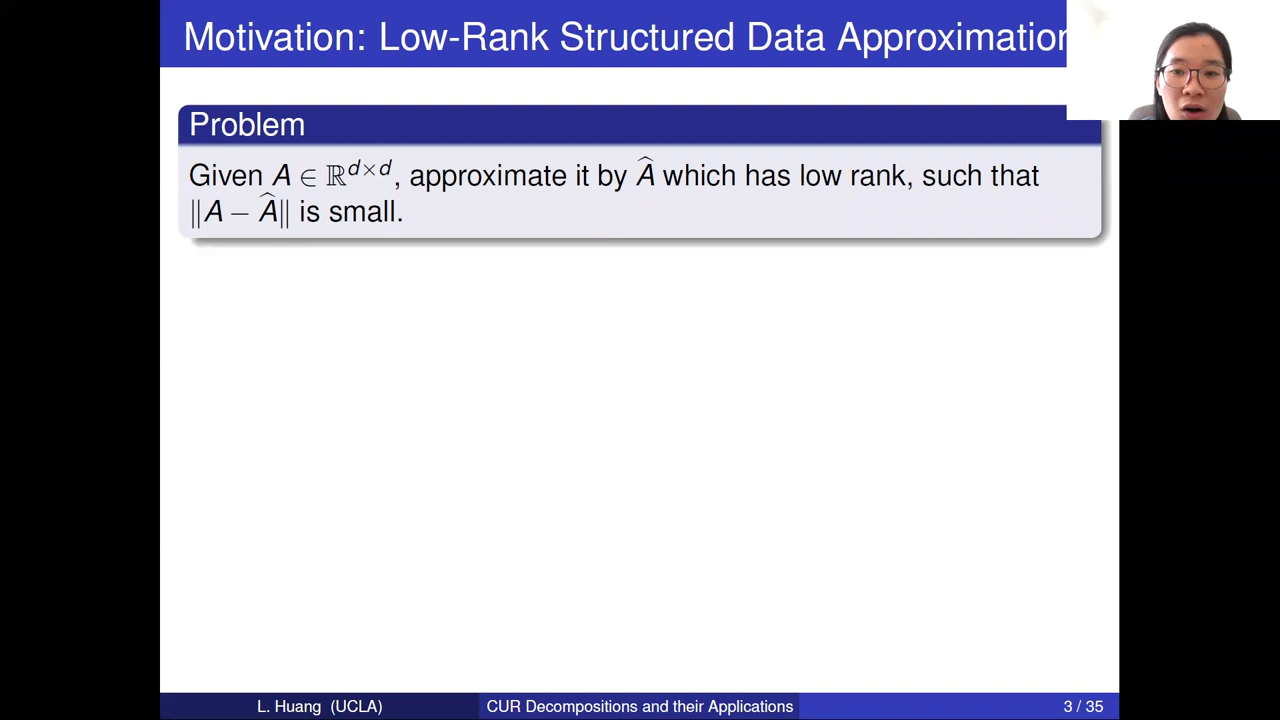 Motivation: Low-Rank Structured Data Approximation
Problem
Given A ∈ ℝ^{d×d}, approximate it by Â which has low rank, such that
‖A − Â‖ is small.
L. Huang (UCLA) CUR Decompositions and their Applications 3 / 35